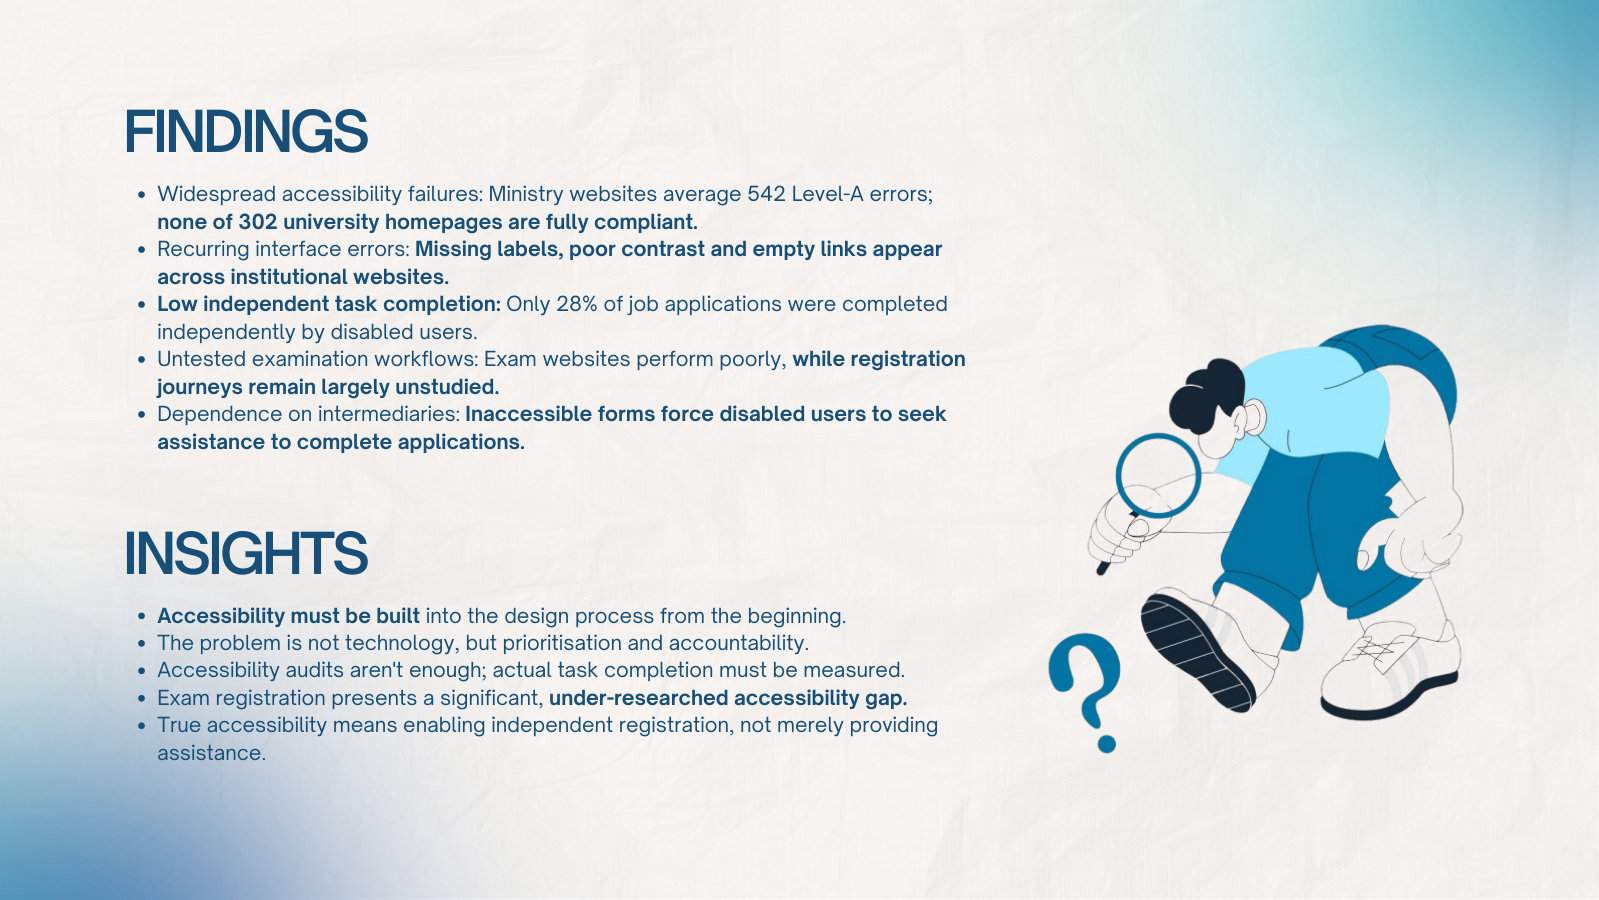 FINDINGS
• Widespread accessibility failures: Ministry websites average 542 Level-A errors;
none of 302 university homepages are fully compliant.
• Recurring interface errors: Missing labels, poor contrast and empty links appear
across institutional websites.
• Low independent task completion: Only 28% of job applications were completed
independently by disabled users.
• Untested examination workflows: Exam websites perform poorly, while registration
journeys remain largely unstudied.
• Dependence on intermediaries: Inaccessible forms force disabled users to seek
assistance to complete applications.
INSIGHTS
• Accessibility must be built into the design process from the beginning.
• The problem is not technology, but prioritisation and accountability.
• Accessibility audits aren't enough; actual task completion must be measured.
• Exam registration presents a significant, under-researched accessibility gap.
• True accessibility means enabling independent registration, not merely providing
assistance.
?